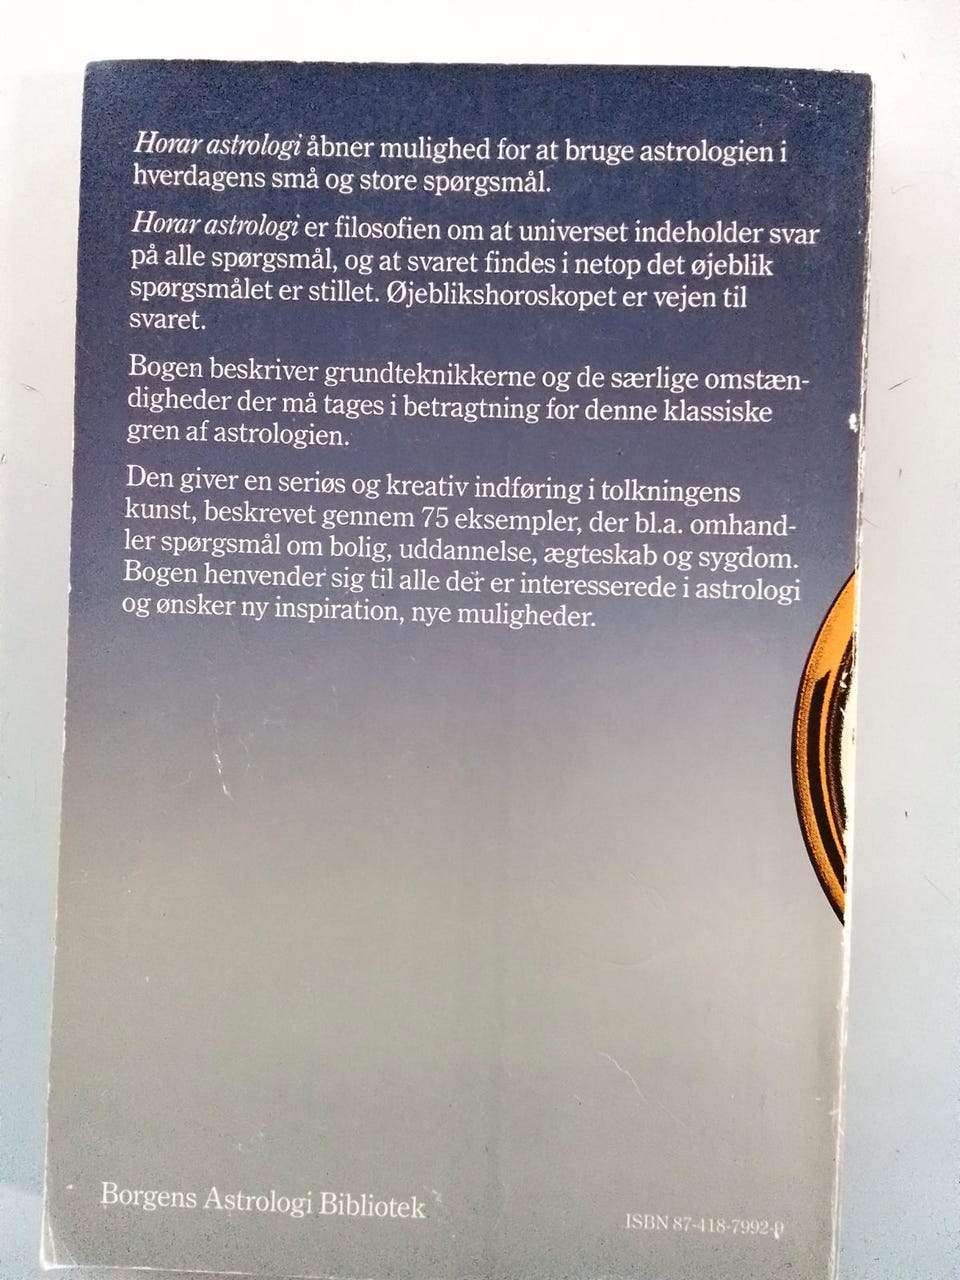 Horar astrologi åbner mulighed for at bruge astrologien i
hverdagens små og store spørgsmål.
Horar astrologi er filosofien om at universet indeholder svar
på alle spørgsmål, og at svaret findes i netop det øjeblik
spørgsmålet er stillet. Øjeblikshoroskopet er vejen til
svaret.
Bogen beskriver grundteknikkerne og de særlige omstæn-
digheder der må tages i betragtning for denne klassiske
gren af astrologien.
Den giver en seriøs og kreativ indføring i tolkningens
kunst, beskrevet gennem 75 eksempler, der bl.a. omhand-
ler spørgsmål om bolig, uddannelse, ægteskab og sygdom.
Bogen henvender sig til alle der er interesserede i astrologi
og ønsker ny inspiration, nye muligheder.
Borgens Astrologi Bibliotek
ISBN 87-418-7992-0